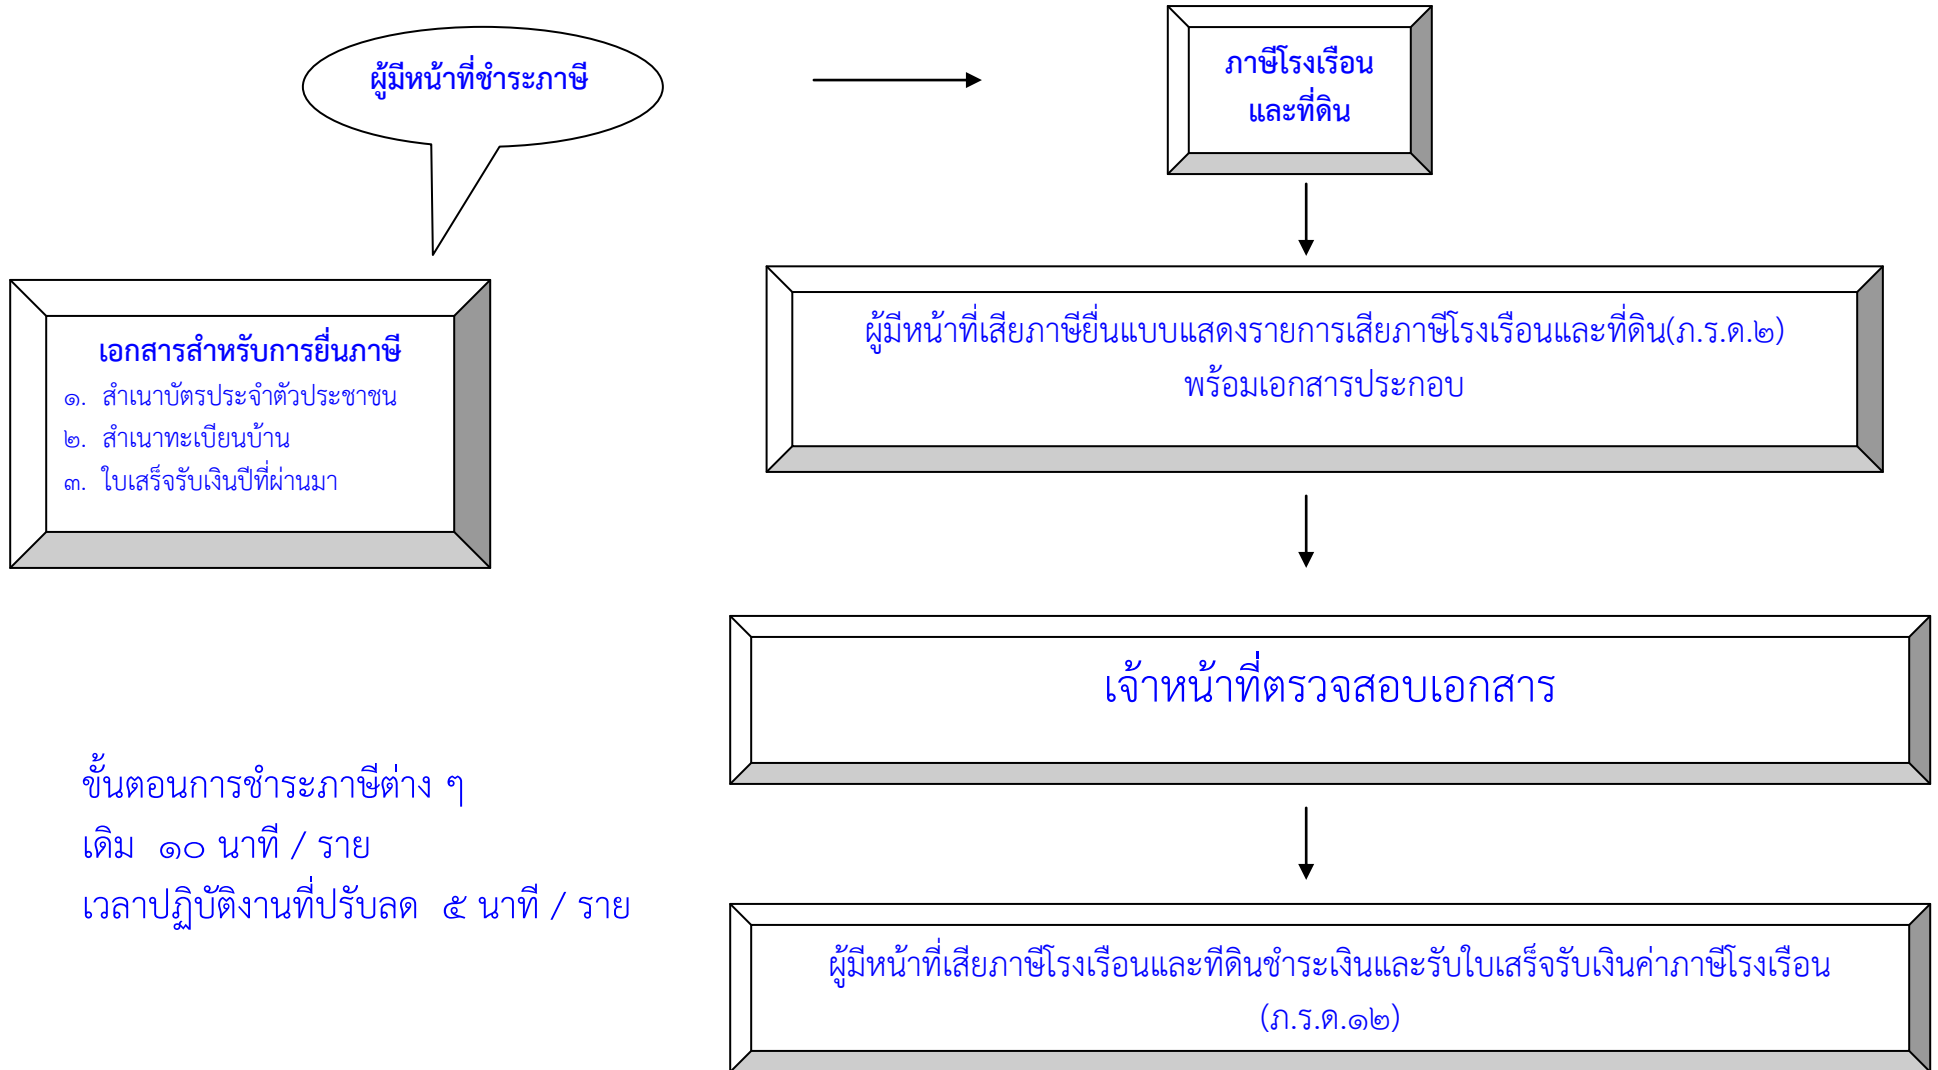 ผู้มีหน้าที่ชำระภาษี
ภาษีโรงเรือน
และที่ดิน
เอกสารสำหรับการยื่นภาษี
๑. สำเนาบัตรประจำตัวประชาชน
๒. สำเนาทะเบียนบ้าน
๓. ใบเสร็จรับเงินปีที่ผ่านมา
ผู้มีหน้าที่เสียภาษียื่นแบบแสดงรายการเสียภาษีโรงเรือนและที่ดิน(ภ.ร.ด.๒)
พร้อมเอกสารประกอบ
เจ้าหน้าที่ตรวจสอบเอกสาร
ขั้นตอนการชำระภาษีต่าง ๆ
เดิม ๑๐ นาที / ราย
เวลาปฏิบัติงานที่ปรับลด ๕ นาที / ราย
ผู้มีหน้าที่เสียภาษีโรงเรือนและทีดินชำระเงินและรับใบเสร็จรับเงินค่าภาษีโรงเรือน
(ภ.ร.ด.๑๒)